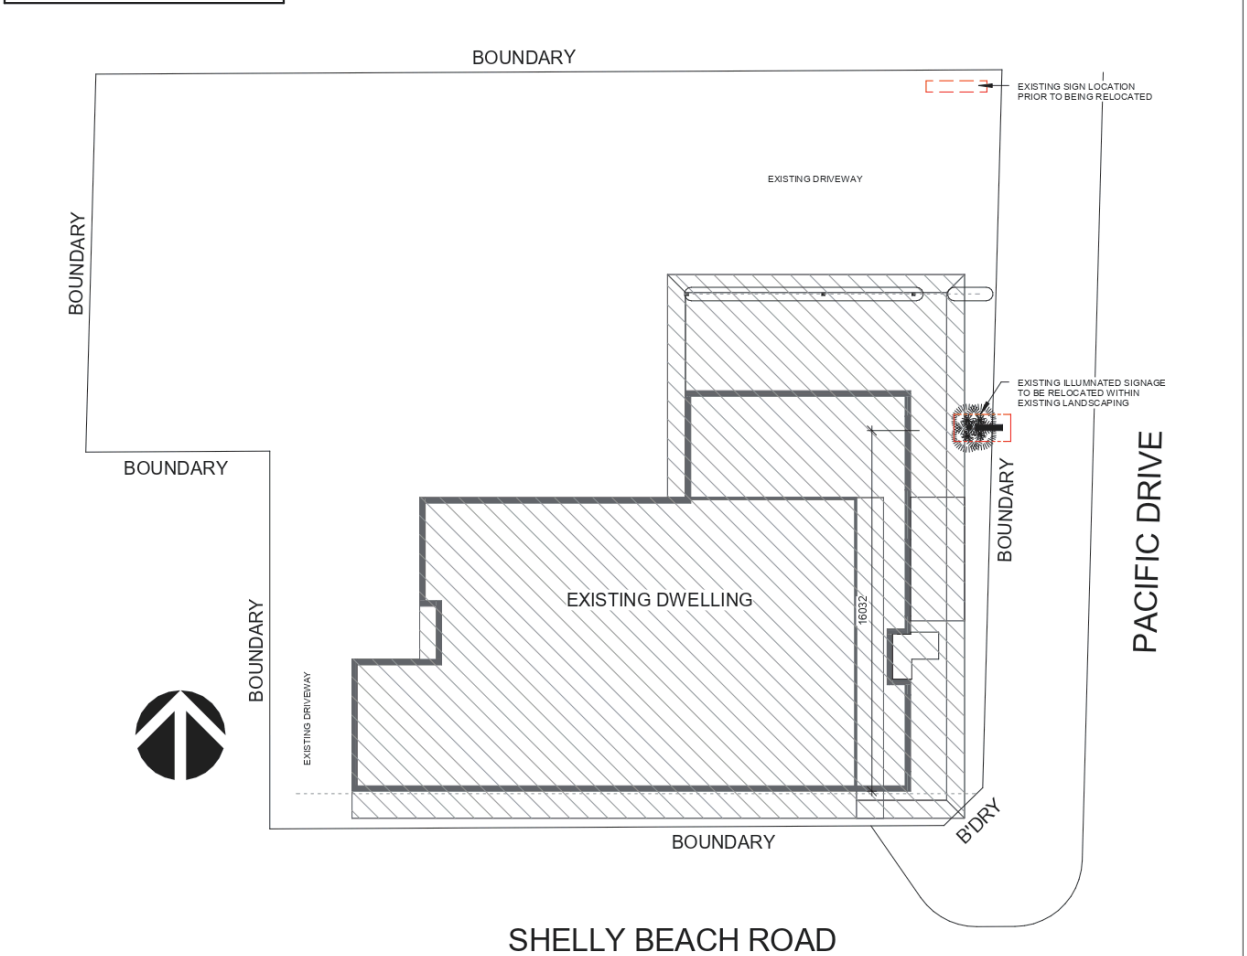 BOUNDARY
EXISTING SIGN LOCATION
PRIOR TO BEING RELOCATED
EXISTING DRIVEWAY
BOUNDARY
EXISTING ILLUMNATED SIGNAGE
TO BE RELOCATED WITHIN
EXISTING LANDSCAPING
BOUNDARY
BOUNDARY
PACIFIC DRIVE
EXISTING DWELLING
16032
BOUNDARY
EXISTING DRIVEWAY
B'DRY
BOUNDARY
SHELLY BEACH ROAD